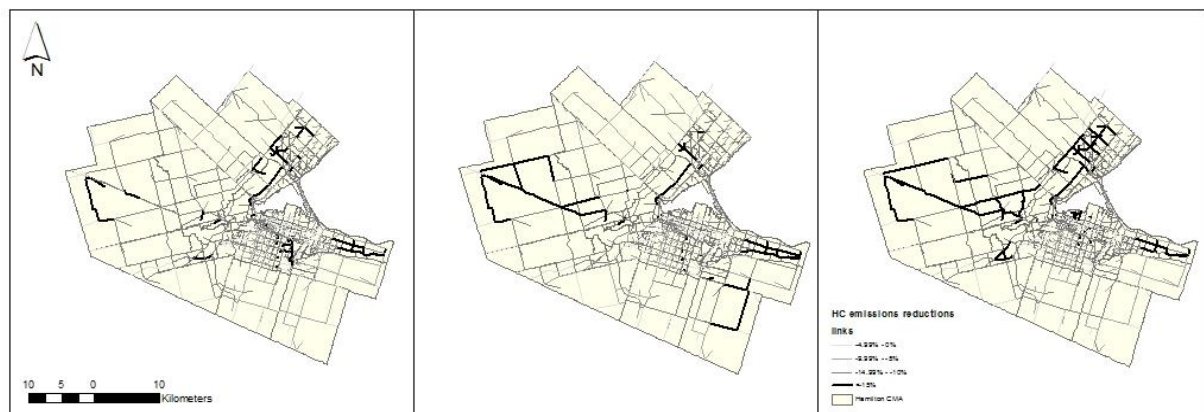 N
10 5 0 10
Kilometers
HC emissions reductions
links
-4.99% - 0%
-9.99% - -5%
-14.99% - -10%
<-15%
Hamilton CMA